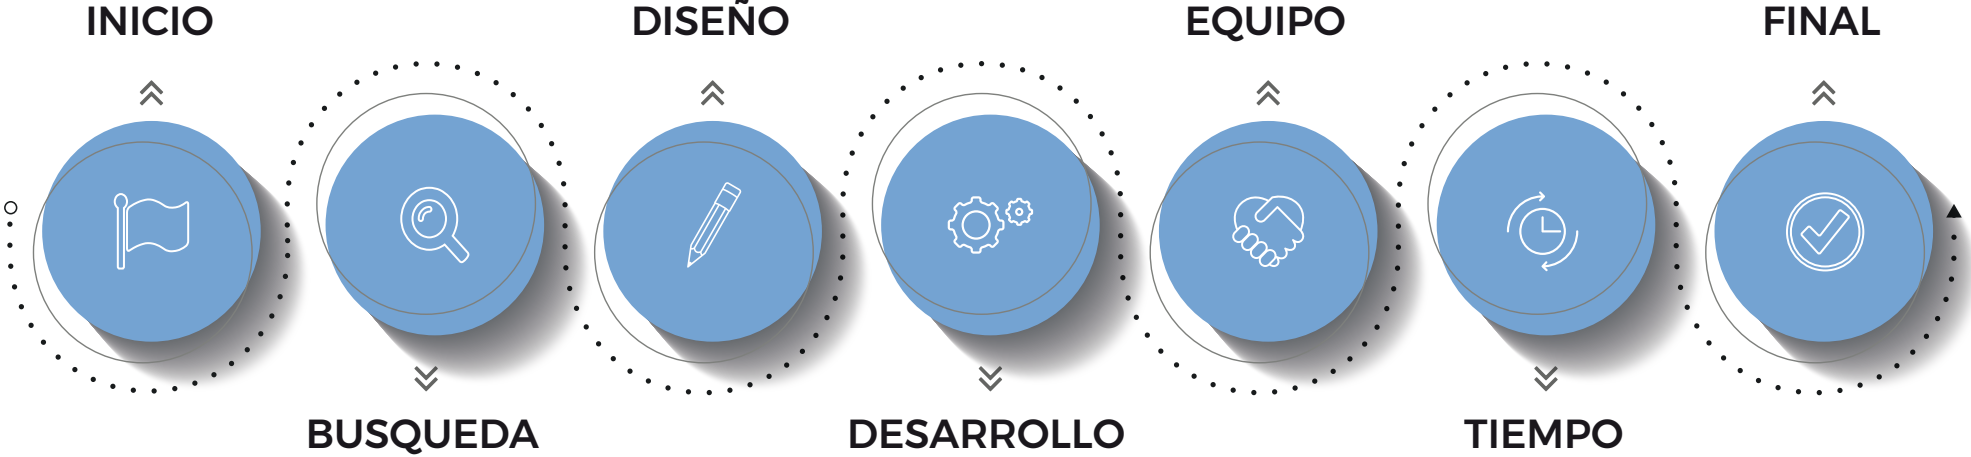 INICIO
BUSQUEDA
DISEÑO
DESARROLLO
EQUIPO
TIEMPO
FINAL